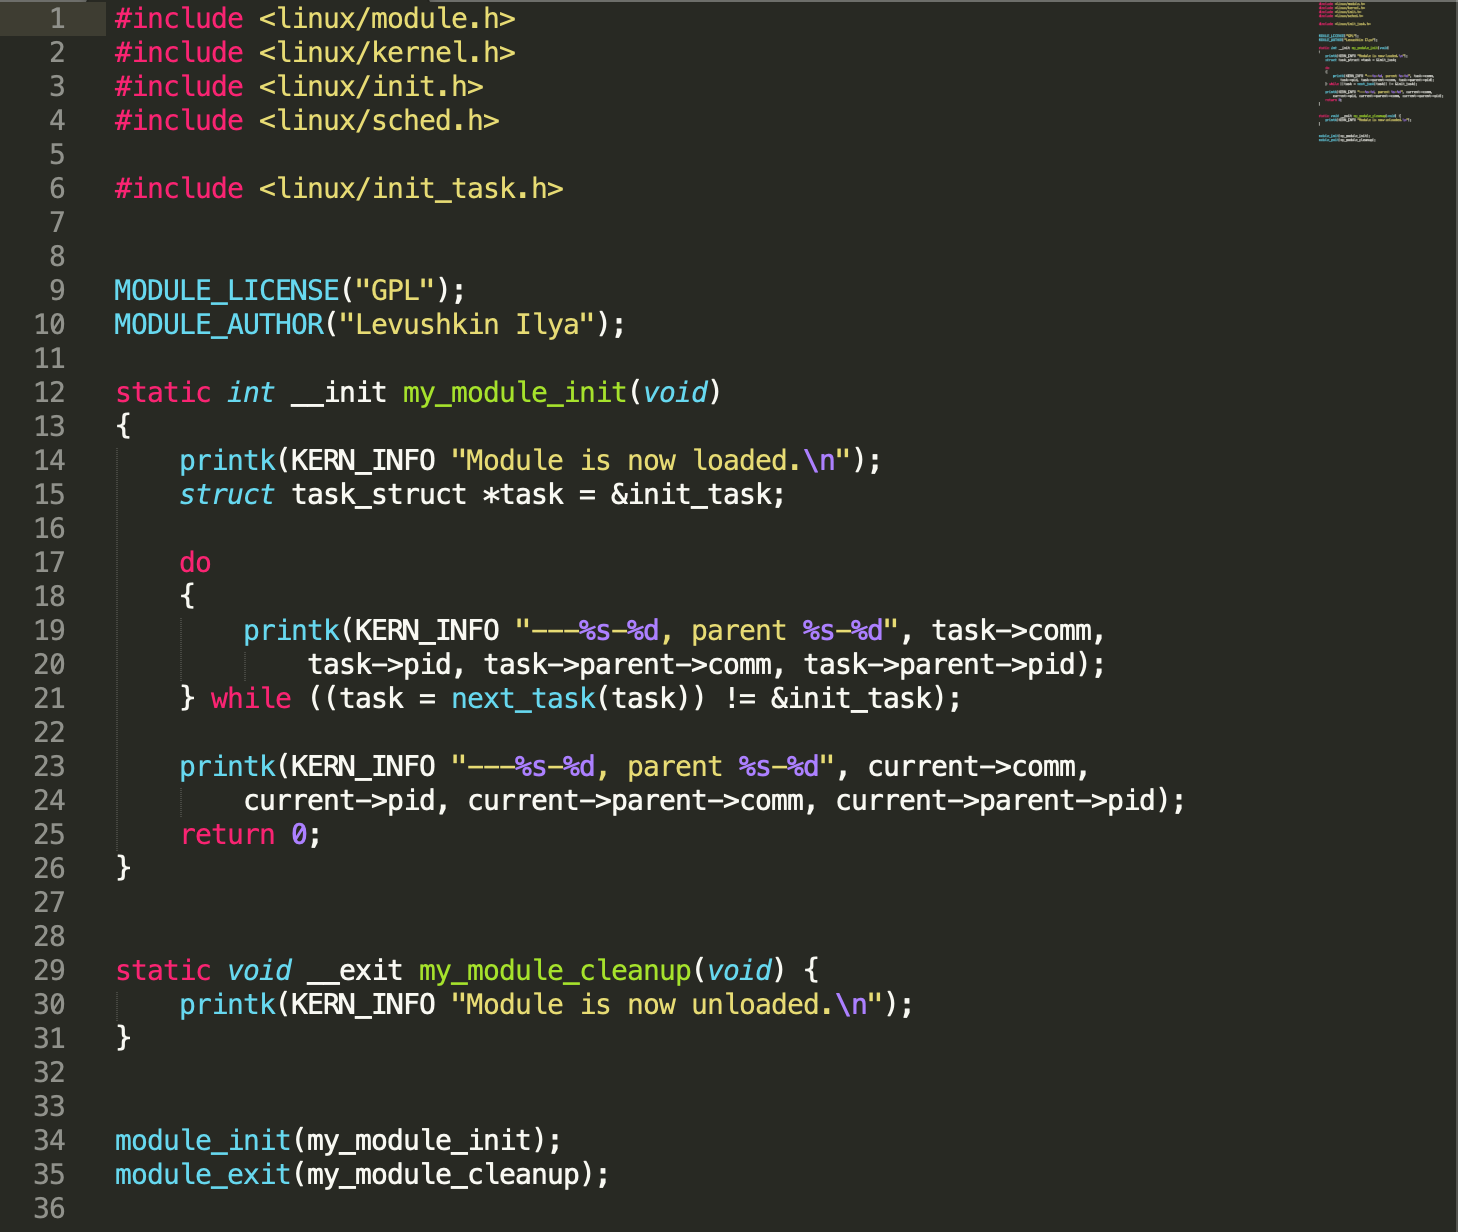 1 #include <linux/module.h>
2 #include <linux/kernel.h>
3 #include <linux/init.h>
4 #include <linux/sched.h>
5
6 #include <linux/init_task.h>
7
8
9 MODULE_LICENSE("GPL");
10 MODULE_AUTHOR("Levushkin Ilya");
11
12 static int __init my_module_init(void)
13 {
14     printk(KERN_INFO "Module is now loaded.\n");
15     struct task_struct *task = &init_task;
16
17     do
18     {
19         printk(KERN_INFO "---%s-%d, parent %s-%d", task->comm,
20             task->pid, task->parent->comm, task->parent->pid);
21     } while ((task = next_task(task)) != &init_task);
22
23     printk(KERN_INFO "---%s-%d, parent %s-%d", current->comm,
24         current->pid, current->parent->comm, current->parent->pid);
25     return 0;
26 }
27
28
29 static void __exit my_module_cleanup(void) {
30     printk(KERN_INFO "Module is now unloaded.\n");
31 }
32
33
34 module_init(my_module_init);
35 module_exit(my_module_cleanup);
36